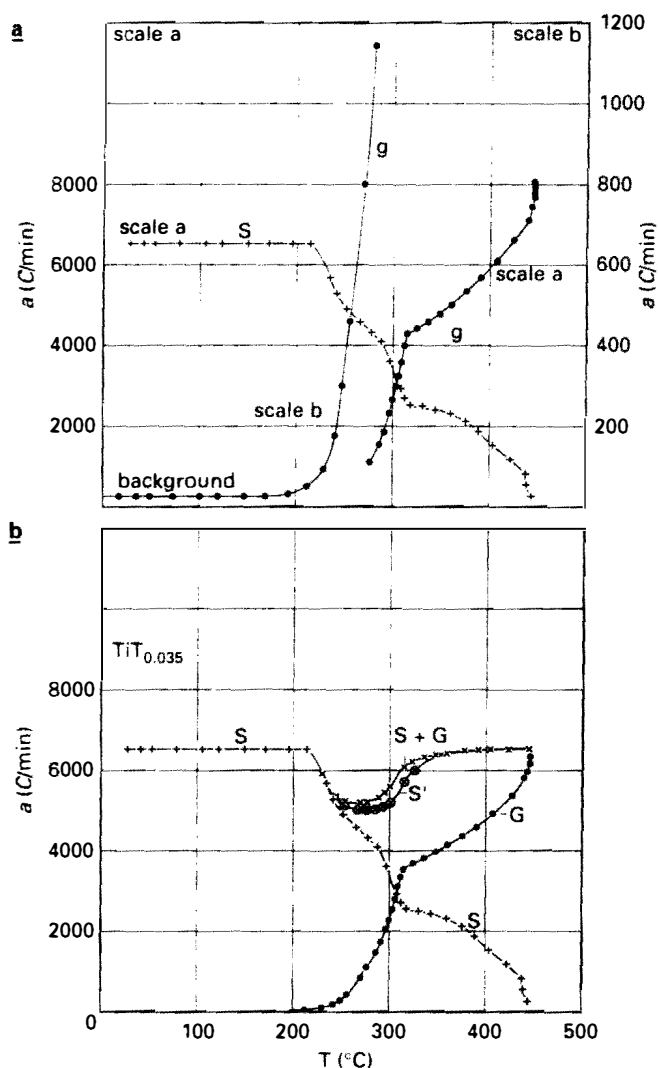 a
scale a
scale b
1200
1000
800
600
400
200
8000
6000
4000
2000
a (C/min)
a (C/min)
scale a
S
g
scale a
g
scale b
background
b
TiT0.035
8000
6000
4000
2000
0
a (C/min)
S
S + G
S'
G
S
100
200
300
400
500
T (°C)